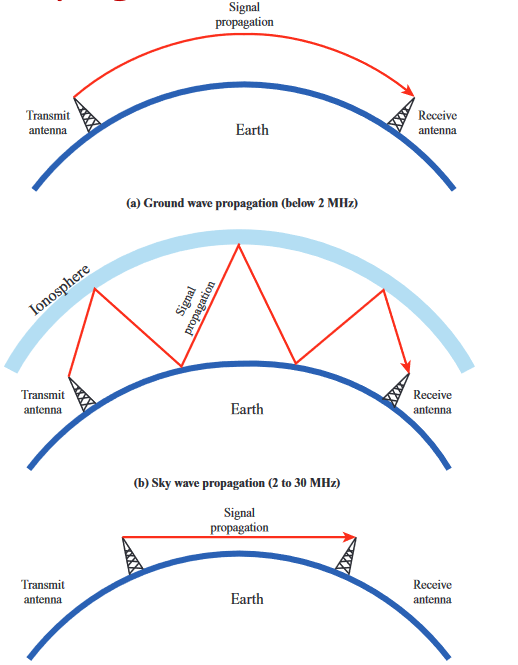 Signal
propagation
Transmit
antenna
Earth
Receive
antenna
(a) Ground wave propagation (below 2 MHz)
Ionosphere
Signal
propagation
Transmit
antenna
Earth
Receive
antenna
(b) Sky wave propagation (2 to 30 MHz)
Signal
propagation
Transmit
antenna
Earth
Receive
antenna